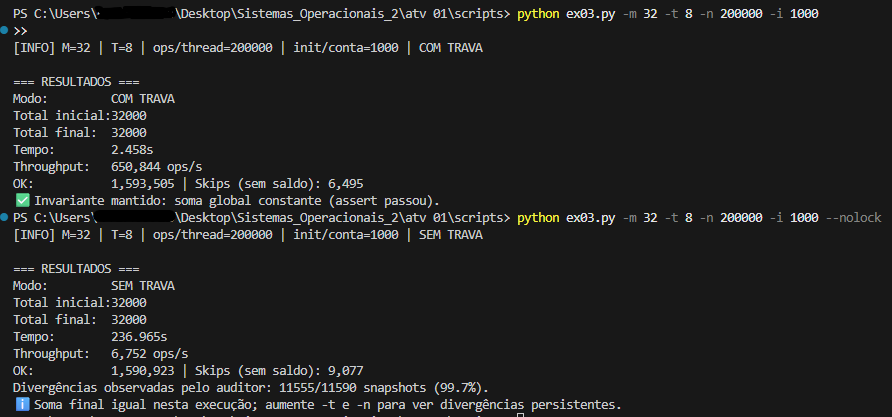 PS C:\Users\ \Desktop\Sistemas_Operacionais_2\atv 01\scripts> python ex03.py -m 32 -t 8 -n 200000 -i 1000
>>
[INFO] M=32 | T=8 | ops/thread=200000 | init/conta=1000 | COM TRAVA
=== RESULTADOS ===
Modo: COM TRAVA
Total inicial:32000
Total final: 32000
Tempo: 2.458s
Throughput: 650,844 ops/s
OK: 1,593,505 | Skips (sem saldo): 6,495
✅ Invariante mantido: soma global constante (assert passou).
PS C:\Users\ \Desktop\Sistemas_Operacionais_2\atv 01\scripts> python ex03.py -m 32 -t 8 -n 200000 -i 1000 --nolock
[INFO] M=32 | T=8 | ops/thread=200000 | init/conta=1000 | SEM TRAVA
=== RESULTADOS ===
Modo: SEM TRAVA
Total inicial:32000
Total final: 32000
Tempo: 236.965s
Throughput: 6,752 ops/s
OK: 1,590,923 | Skips (sem saldo): 9,077
Divergências observadas pelo auditor: 11555/11590 snapshots (99.7%).
ℹ️ Soma final igual nesta execução; aumente -t e -n para ver divergências persistentes.